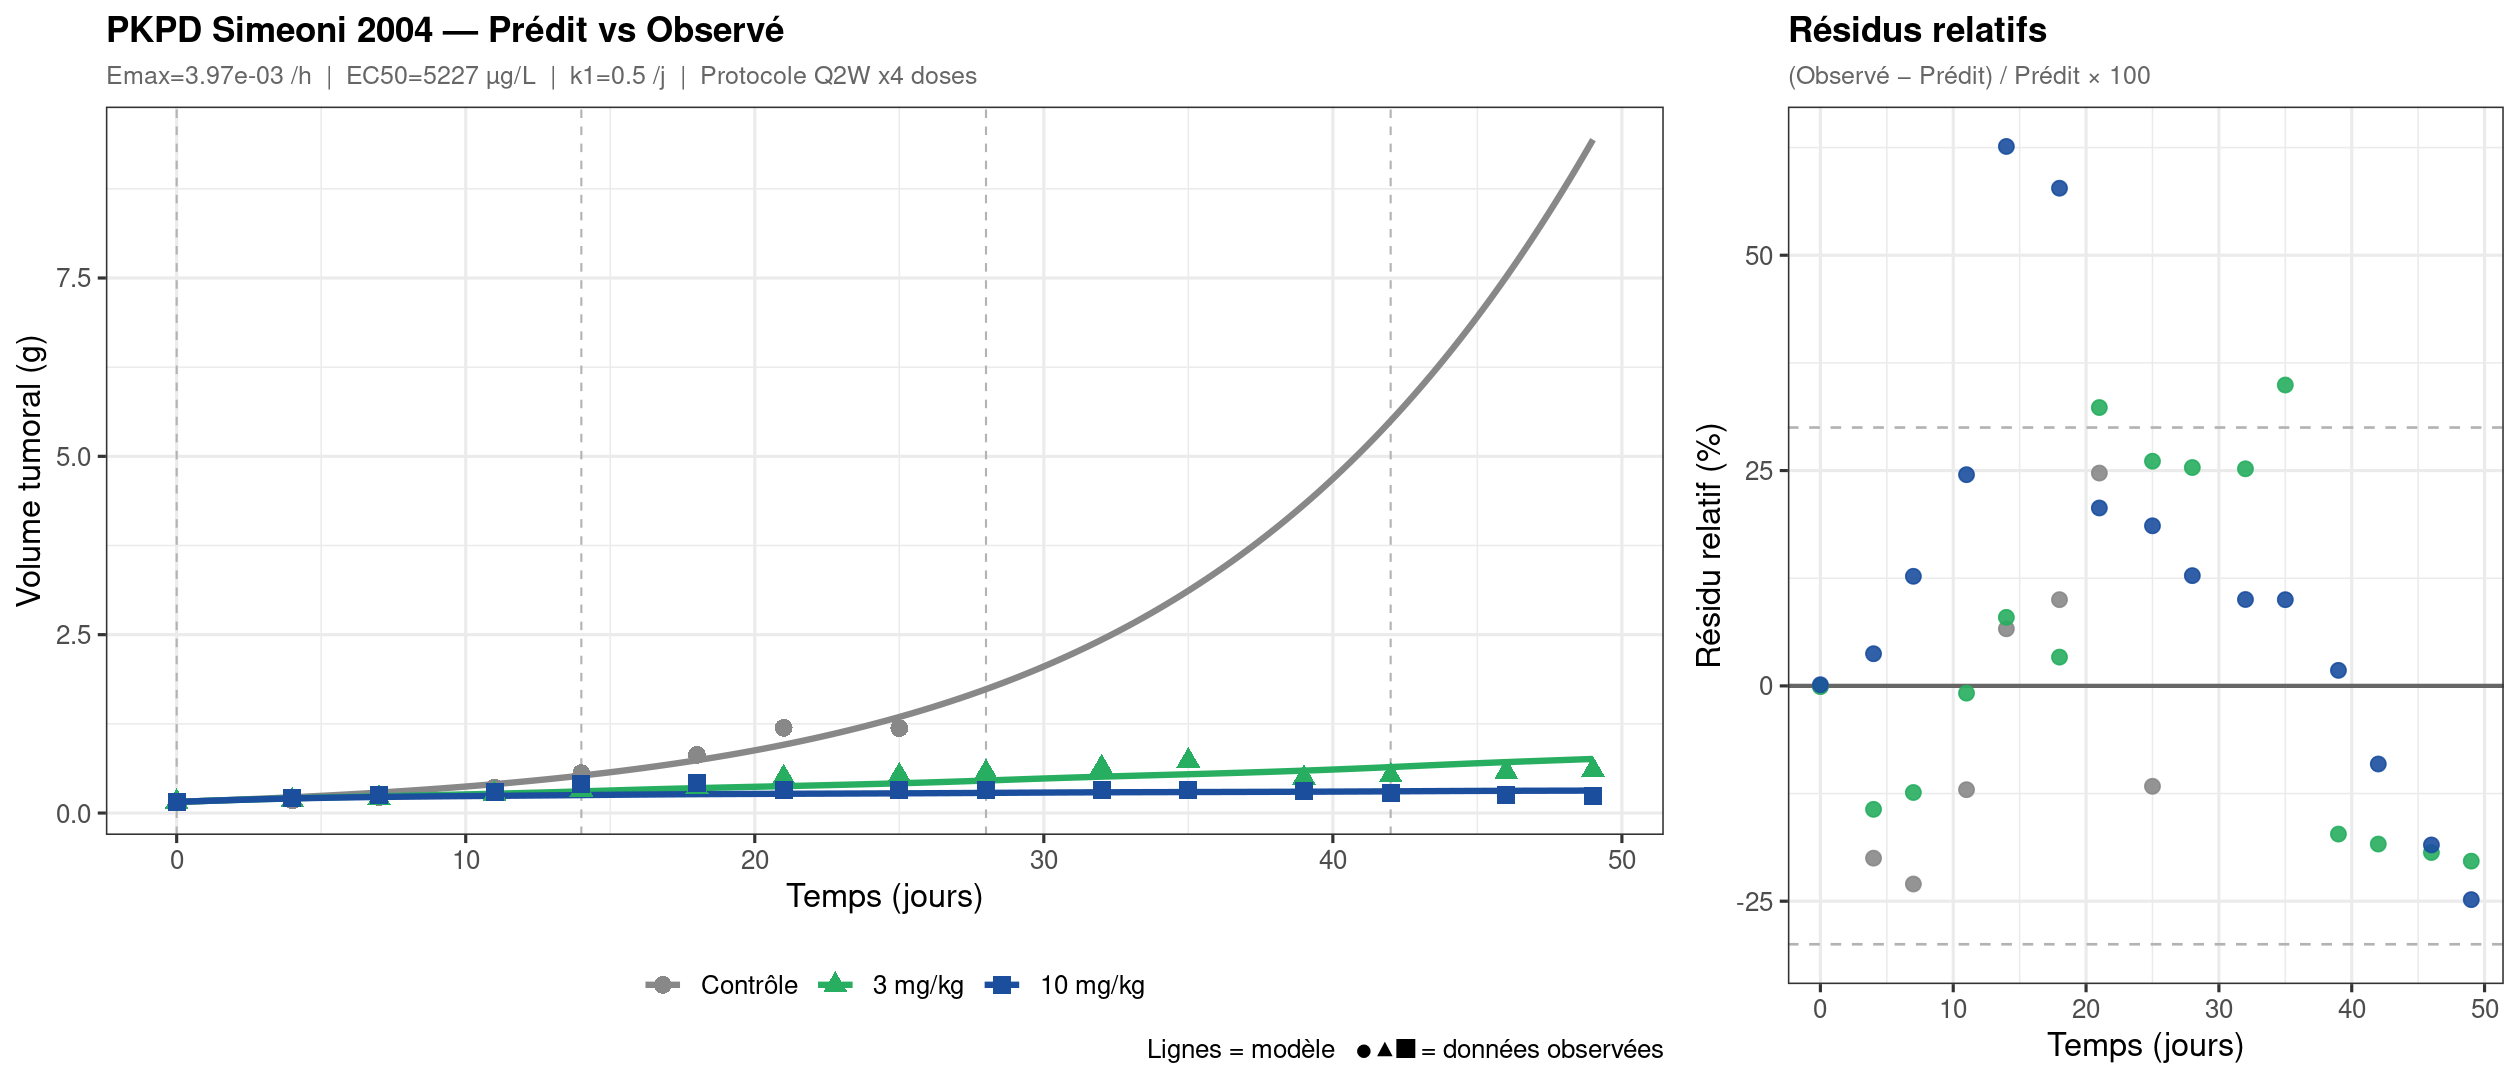 PKPD Simeoni 2004 — Prédit vs Observé
Emax=3.97e-03 /h | EC50=5227 µg/L | k1=0.5 /j | Protocole Q2W x4 doses
Volume tumoral (g)
7.5
5.0
2.5
0.0
0 10 20 30 40 50
Temps (jours)
Contrôle 3 mg/kg 10 mg/kg
Lignes = modèle ●▲■ = données observées
Résidus relatifs
(Observé − Prédit) / Prédit × 100
Résidu relatif (%)
50
25
0
-25
0 10 20 30 40 50
Temps (jours)